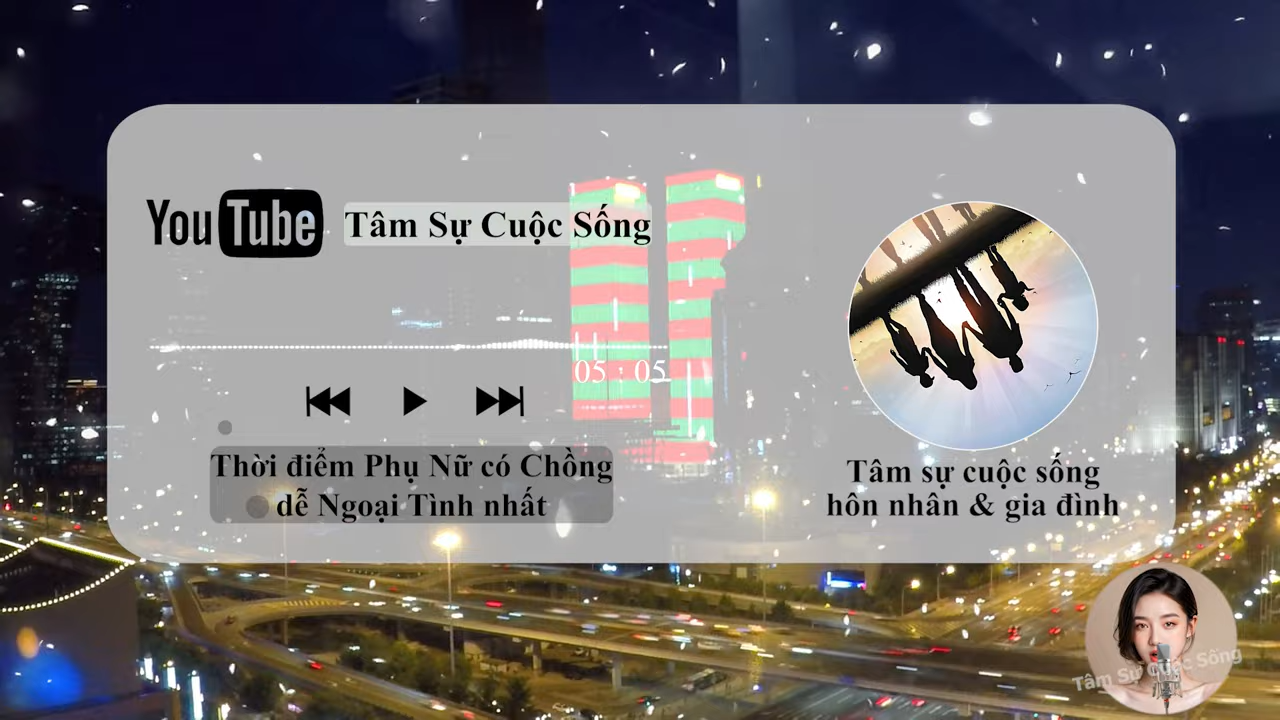 YouTube
Tâm Sự Cuộc Sống
05 : 05
Thời điểm Phụ Nữ có Chồng
dễ Ngoại Tình nhất
Tâm sự cuộc sống
hôn nhân & gia đình
Tâm Sự Cuộc Sống